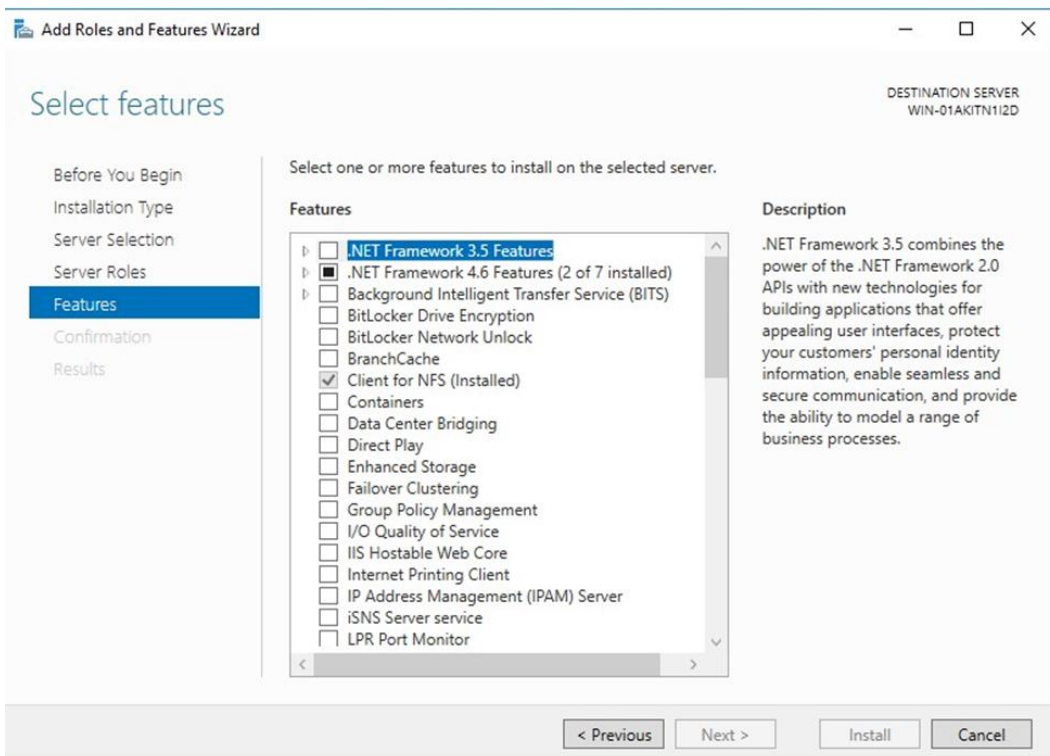 Add Roles and Features Wizard
Select features
DESTINATION SERVER
WIN-01AKITN1I2D
Before You Begin
Installation Type
Server Selection
Server Roles
Features
Confirmation
Results
Select one or more features to install on the selected server.
Features
.NET Framework 3.5 Features
.NET Framework 4.6 Features (2 of 7 installed)
Background Intelligent Transfer Service (BITS)
BitLocker Drive Encryption
BitLocker Network Unlock
BranchCache
Client for NFS (Installed)
Containers
Data Center Bridging
Direct Play
Enhanced Storage
Failover Clustering
Group Policy Management
I/O Quality of Service
IIS Hostable Web Core
Internet Printing Client
IP Address Management (IPAM) Server
iSNS Server service
LPR Port Monitor
Description
.NET Framework 3.5 combines the
power of the .NET Framework 2.0
APIs with new technologies for
building applications that offer
appealing user interfaces, protect
your customers' personal identity
information, enable seamless and
secure communication, and provide
the ability to model a range of
business processes.
< Previous
Next >
Install
Cancel